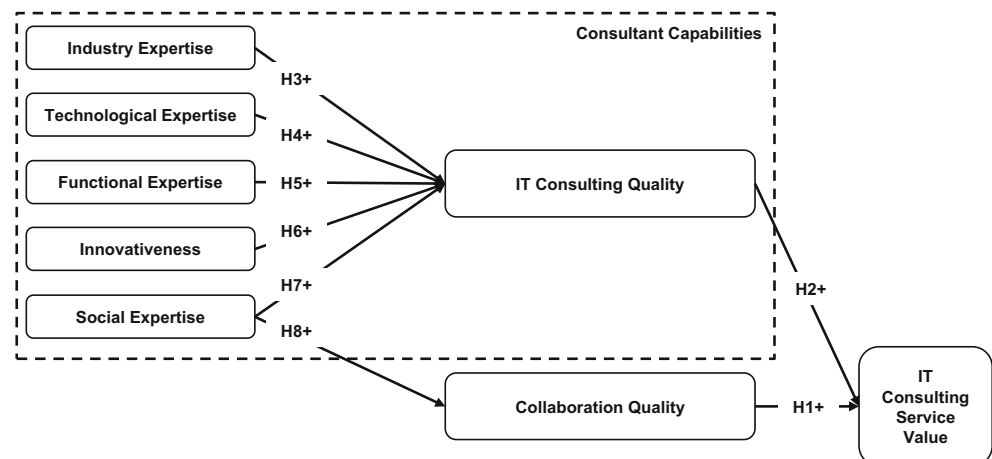 Consultant Capabilities
Industry Expertise
H3+
Technological Expertise
H4+
Functional Expertise
H5+
IT Consulting Quality
H6+
Innovativeness
H7+
H2+
Social Expertise
H8+
Collaboration Quality
H1+
IT
Consulting
Service
Value